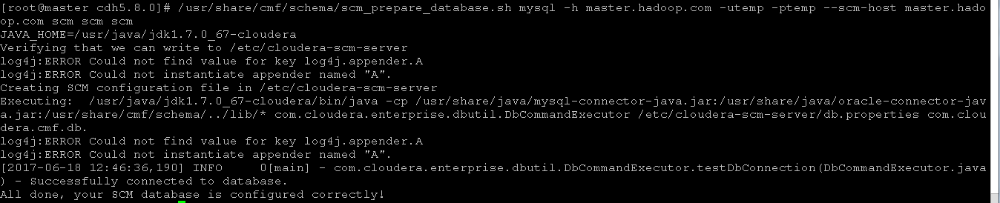 [root@master cdh5.8.0]# /usr/share/cmf/schema/scm_prepare_database.sh mysql -h master.hadoop.com -utemp -ptemp --scm-host master.hado
op.com scm scm scm
JAVA_HOME=/usr/java/jdk1.7.0_67-cloudera
Verifying that we can write to /etc/cloudera-scm-server
log4j:ERROR Could not find value for key log4j.appender.A
log4j:ERROR Could not instantiate appender named "A".
Creating SCM configuration file in /etc/cloudera-scm-server
Executing:  /usr/java/jdk1.7.0_67-cloudera/bin/java -cp /usr/share/java/mysql-connector-java.jar:/usr/share/java/oracle-connector-jav
a.jar:/usr/share/cmf/schema/../lib/* com.cloudera.enterprise.dbutil.DbCommandExecutor /etc/cloudera-scm-server/db.properties com.clou
dera.cmf.db.
log4j:ERROR Could not find value for key log4j.appender.A
log4j:ERROR Could not instantiate appender named "A".
[2017-06-18 12:46:36,190] INFO     0[main] - com.cloudera.enterprise.dbutil.DbCommandExecutor.testDbConnection(DbCommandExecutor.java
) - Successfully connected to database.
All done, your SCM database is configured correctly!